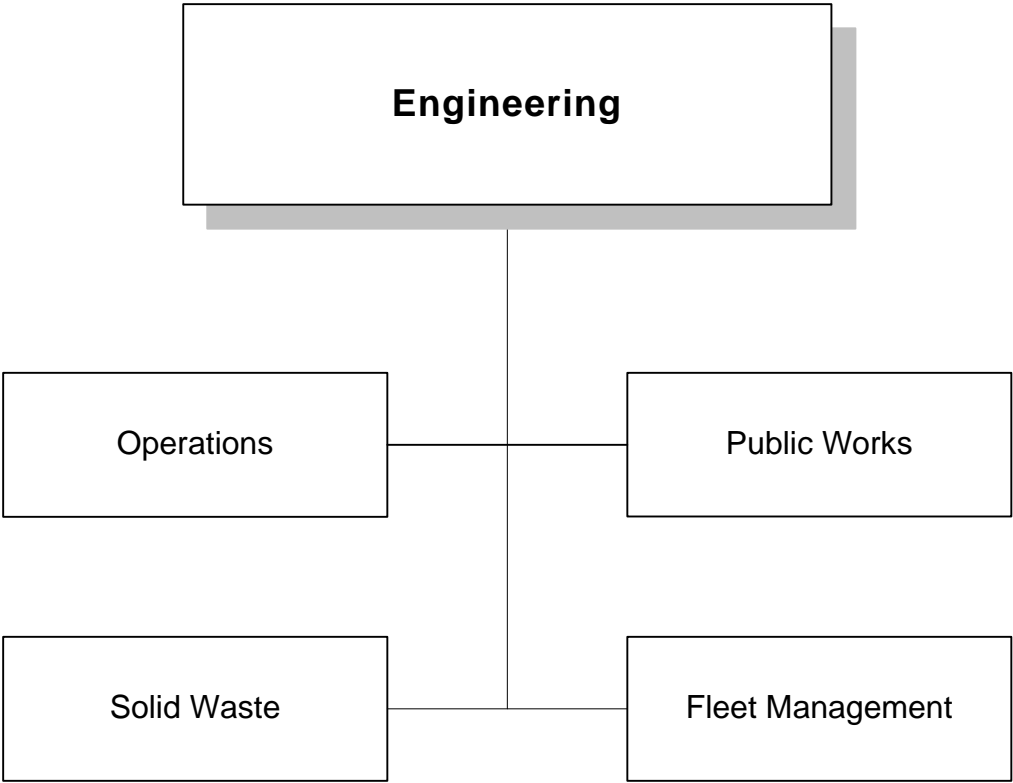 Engineering
Operations
Public Works
Solid Waste
Fleet Management